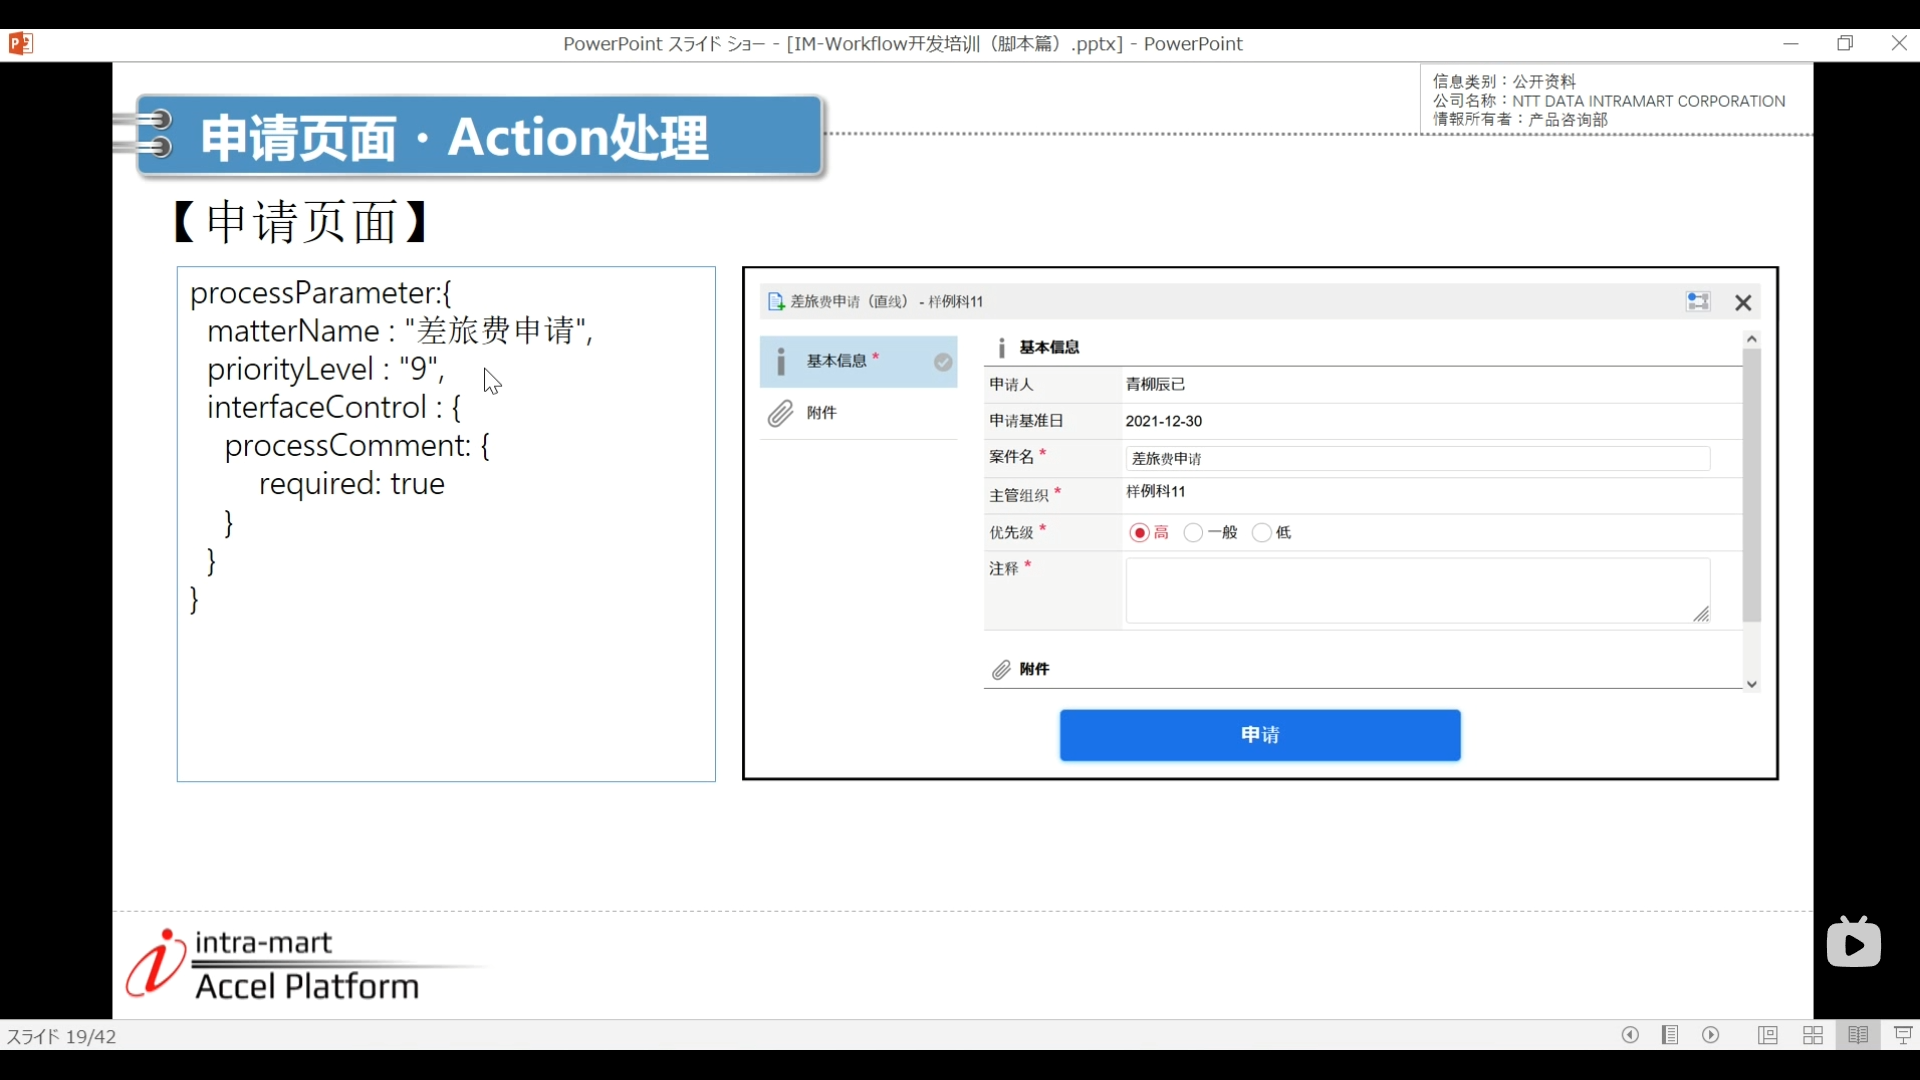 PowerPoint スライド ショー - [IM-Workflow开发培训（脚本篇）.pptx] - PowerPoint
信息类别：公开资料
公司名称：NTT DATA INTRAMART CORPORATION
情報所有者：产品咨询部
申请页面・Action处理
【申请页面】
processParameter:{
matterName : "差旅费申请",
priorityLevel : "9",
interfaceControl : {
processComment: {
required: true
}
}
}
差旅费申请（直线） - 样例科11
基本信息 *
附件
基本信息
申请人 青柳辰巳
申请基准日 2021-12-30
案件名 * 差旅费申请
主管组织 * 样例科11
优先级 * 高 一般 低
注释 *
附件
申请
intra-mart
Accel Platform
スライド 19/42